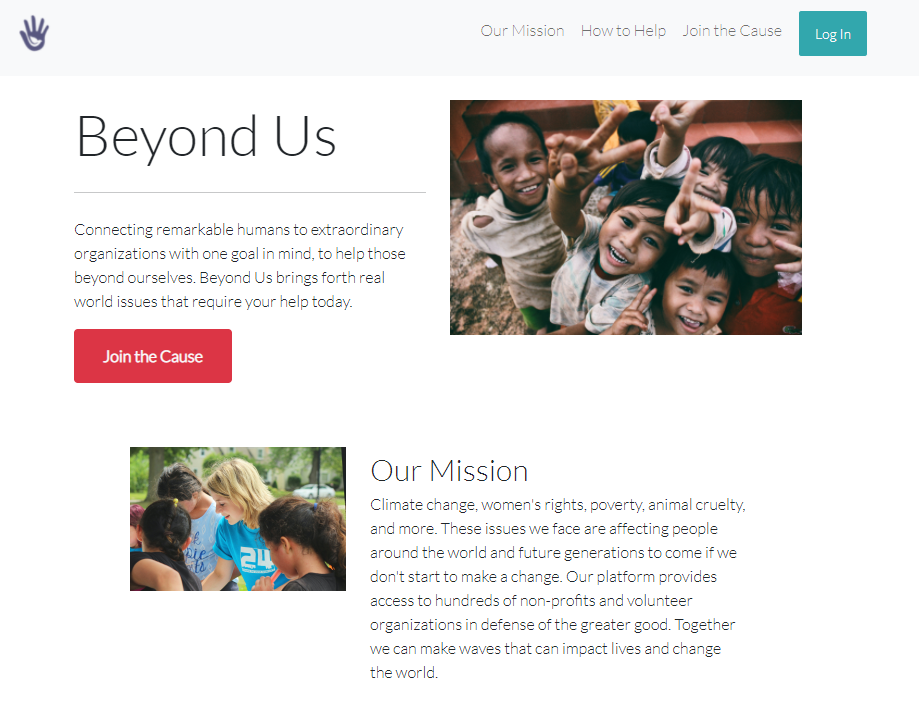 Our Mission
How to Help
Join the Cause
Log In
Beyond Us
Connecting remarkable humans to extraordinary
organizations with one goal in mind, to help those
beyond ourselves. Beyond Us brings forth real
world issues that require your help today.
Join the Cause
24
Our Mission
Climate change, women's rights, poverty, animal cruelty,
and more. These issues we face are affecting people
around the world and future generations to come if we
don't start to make a change. Our platform provides
access to hundreds of non-profits and volunteer
organizations in defense of the greater good. Together
we can make waves that can impact lives and change
the world.